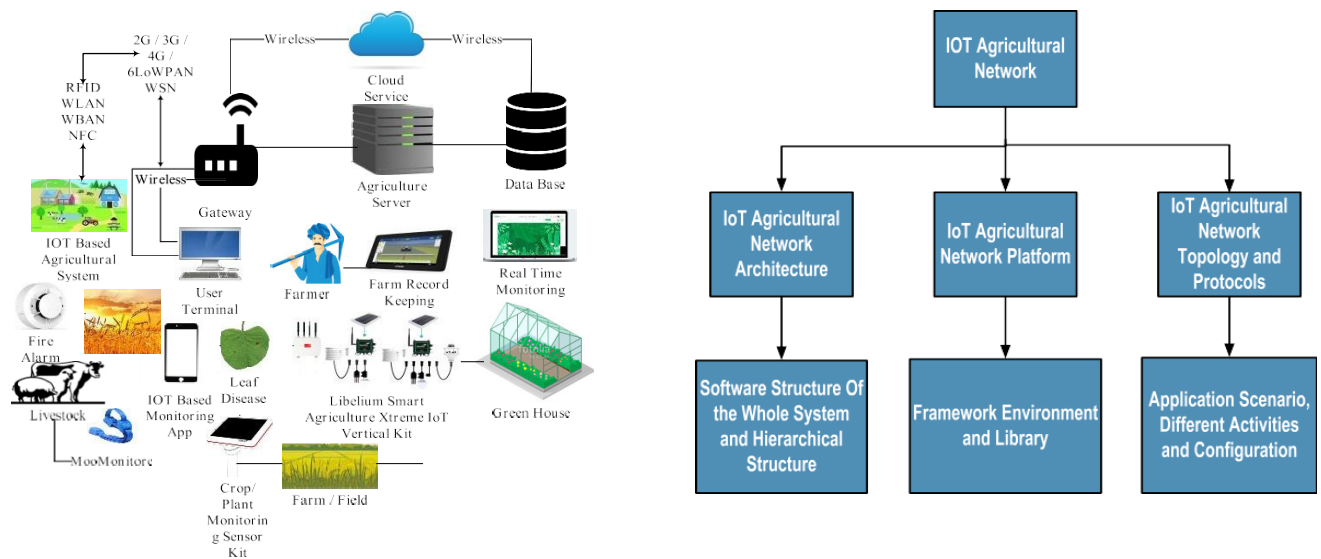 2G / 3G /
4G /
6LoWPAN
WSN
Wireless
Wireless
RFID
WLAN
WBAN
NFC
Cloud
Service
Wireless
Gateway
Agriculture
Server
Data Base
IOT Based
Agricultural
System
User
Terminal
Farmer
Farm Record
Keeping
Real Time
Monitoring
Fire
Alarm
Livestock
IOT Based
Monitoring
App
Leaf
Disease
Libelium Smart
Agriculture Xtreme IoT
Vertical Kit
Green House
MooMonitore
Crop/
Plant
Monitorin
g Sensor
Kit
Farm / Field
IOT Agricultural
Network
IoT Agricultural
Network
Architecture
IoT Agricultural
Network Platform
IoT Agricultural
Network
Topology and
Protocols
Software Structure Of
the Whole System
and Hierarchical
Structure
Framework Environment
and Library
Application Scenario,
Different Activities
and Configuration